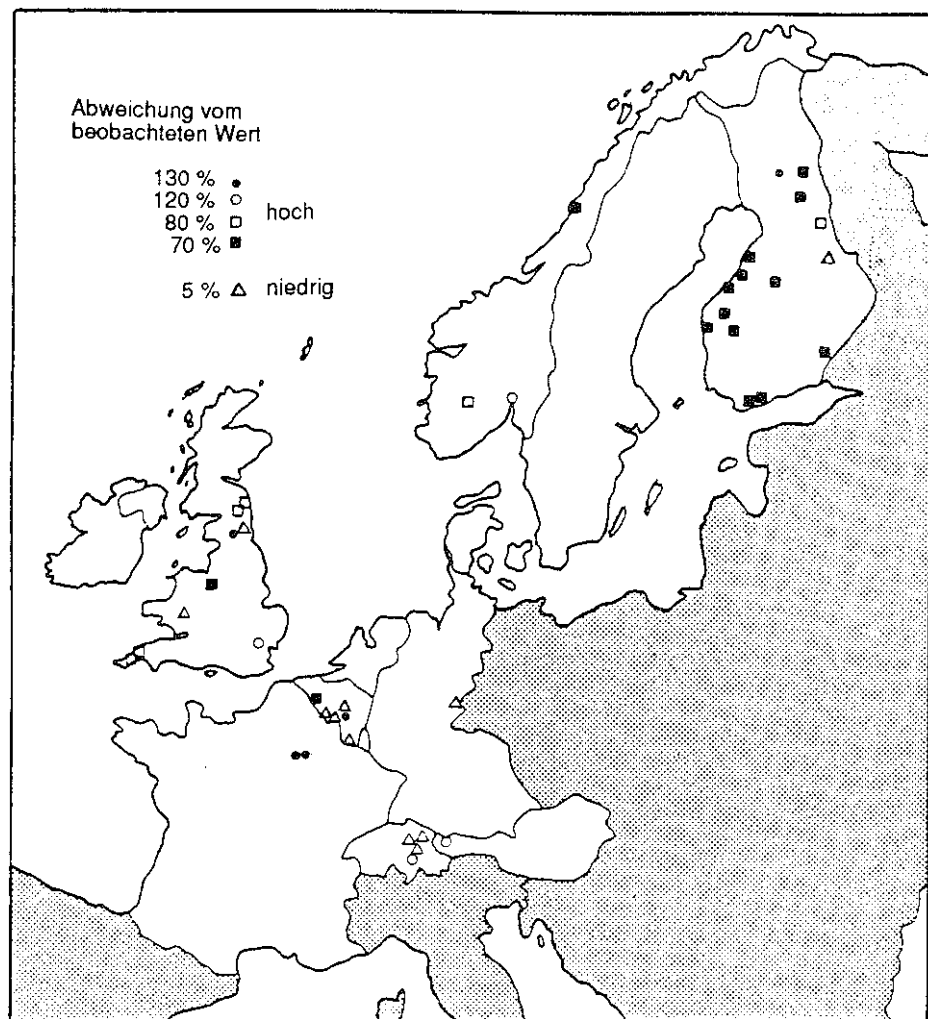 Abweichung vom
beobachteten Wert
130 %
120 % hoch
80 %
70 %
5 % niedrig